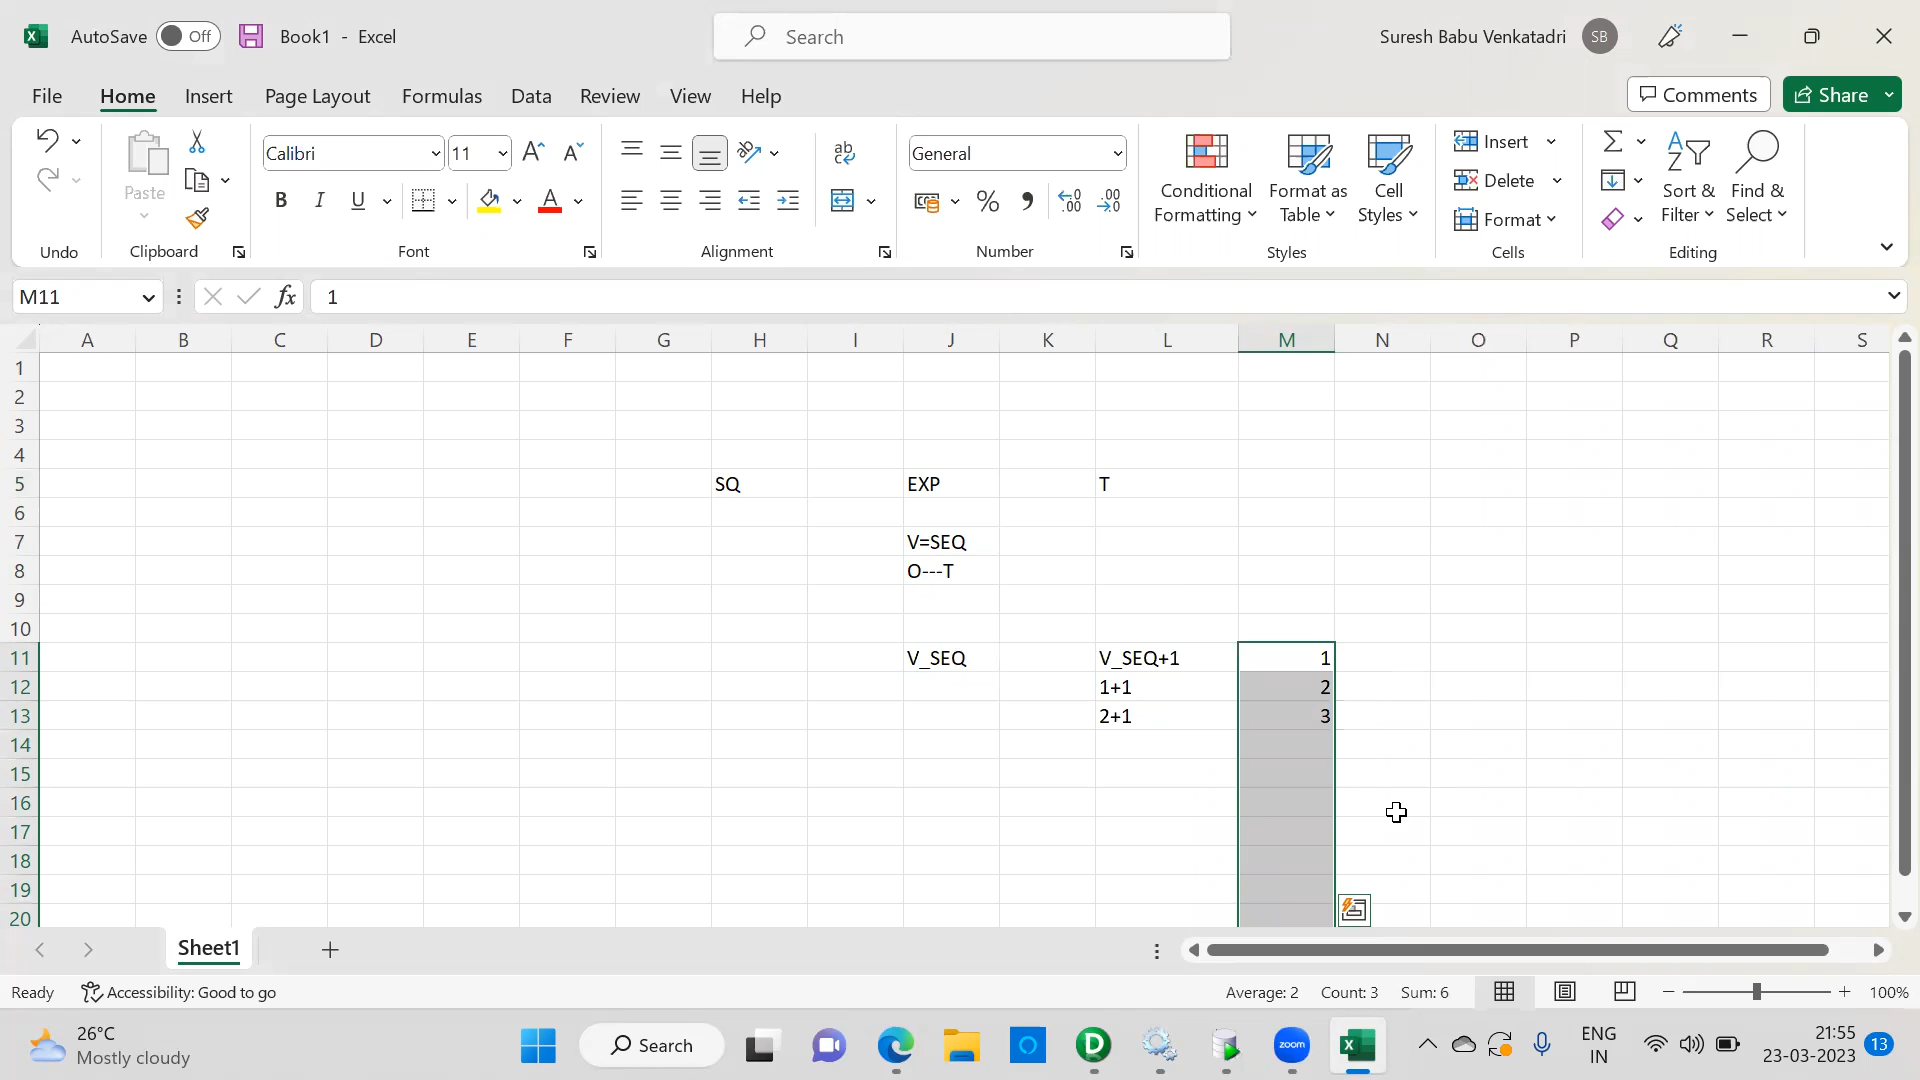 AutoSave Off Book1 - Excel Search Suresh Babu Venkatadri SB
File Home Insert Page Layout Formulas Data Review View Help Comments Share
Paste
Calibri 11 A A
B I U A
ab
General
% 9 .00 .00
Conditional Formatting
Format as Table
Cell Styles
Insert
Delete
Format
Sort & Filter
Find & Select
Undo Clipboard Font Alignment Number Styles Cells Editing
M11 fx 1
A B C D E F G H I J K L M N O P Q R S
1
2
3
4
5 SQ EXP T
6
7 V=SEQ
8 O---T
9
10
11 V_SEQ V_SEQ+1 1
12 1+1 2
13 2+1 3
14
15
16
17
18
19
20
Sheet1
Ready Accessibility: Good to go Average: 2 Count: 3 Sum: 6 100%
26°C
Mostly cloudy
Search
zoom
ENG
IN
21:55
23-03-2023
13